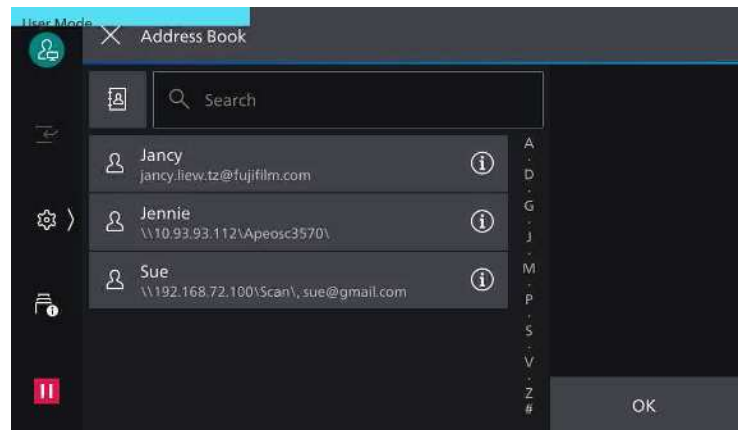 User Mode
Address Book
Search
Jancy
jancy.liew.tz@fujifilm.com
Jennie
\\10.93.93.112\Apeosc3570\
Sue
\\192.168.72.100\Scan\, sue@gmail.com
A
D
G
J
M
P
S
V
Z
#
OK